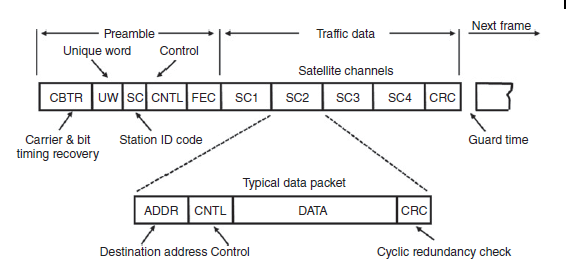 Preamble
Traffic data
Next frame
Unique word
Control
Satellite channels
CBTR
UW
SC
CNTL
FEC
SC1
SC2
SC3
SC4
CRC
Carrier & bit
timing recovery
Station ID code
Guard time
Typical data packet
ADDR
CNTL
DATA
CRC
Destination address
Control
Cyclic redundancy check